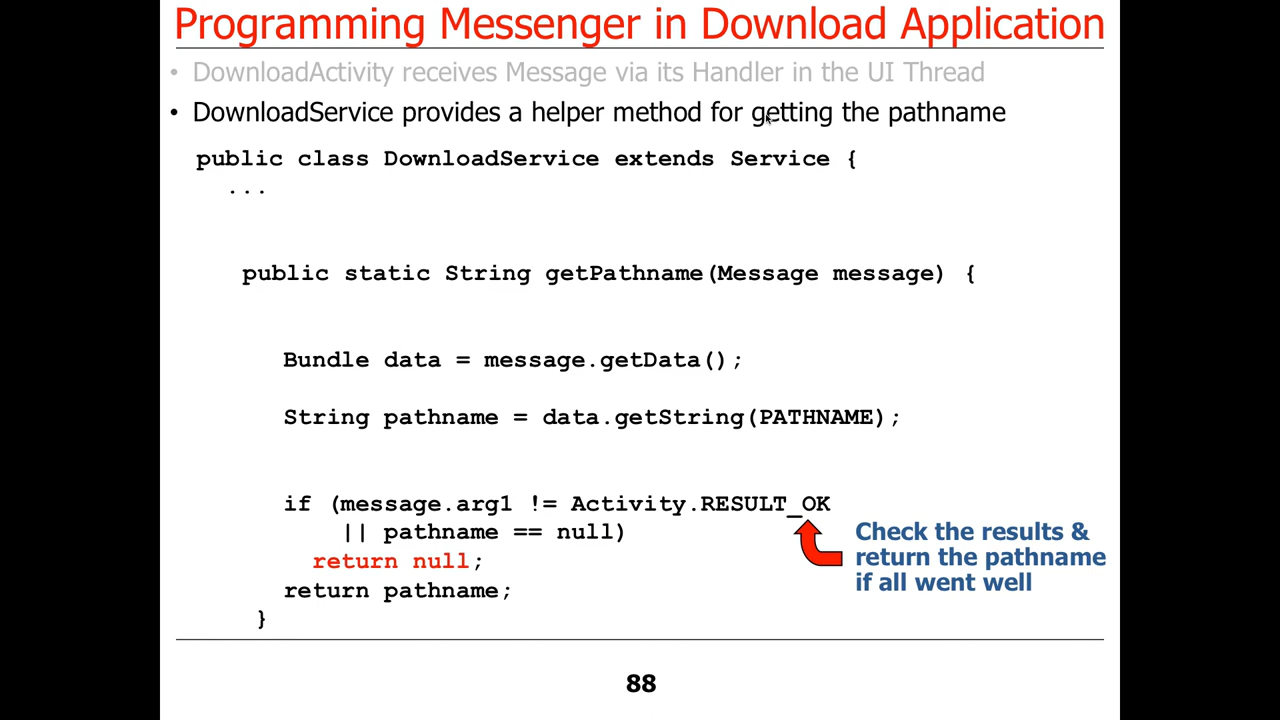 Programming Messenger in Download Application
• DownloadActivity receives Message via its Handler in the UI Thread
• DownloadService provides a helper method for getting the pathname
public class DownloadService extends Service {
...
public static String getPathname(Message message) {
Bundle data = message.getData();
String pathname = data.getString(PATHNAME);
if (message.arg1 != Activity.RESULT_OK
|| pathname == null)
return null;
return pathname;
}
Check the results &
return the pathname
if all went well
88